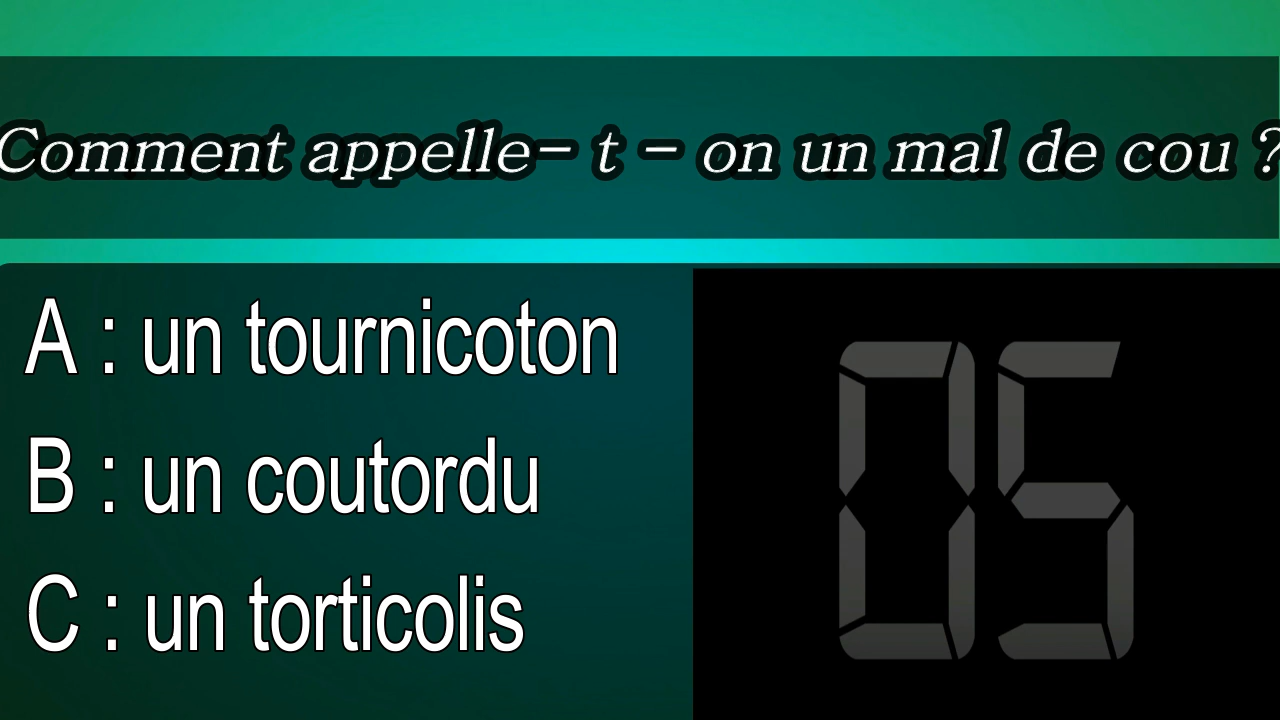 Comment appelle- t - on un mal de cou ?
A : un tournicoton
B : un coutordu
C : un torticolis
05